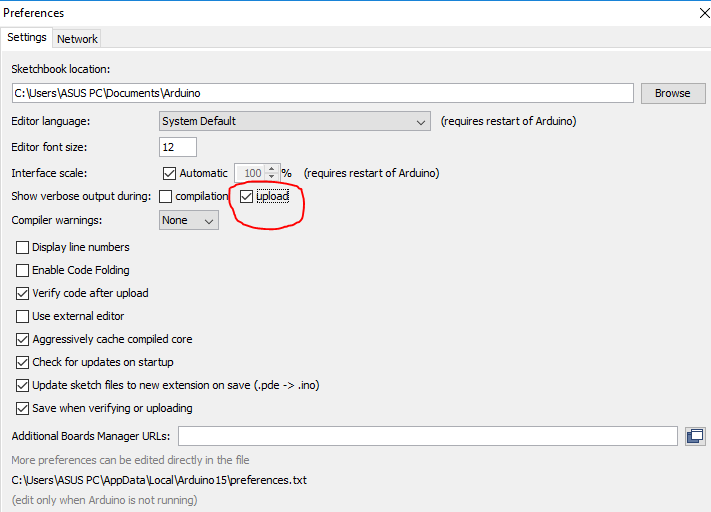 Preferences
Settings Network
Sketchbook location:
C:\Users\ASUS PC\Documents\Arduino Browse
Editor language: System Default (requires restart of Arduino)
Editor font size: 12
Interface scale: Automatic 100 % (requires restart of Arduino)
Show verbose output during: compilation upload
Compiler warnings: None
Display line numbers
Enable Code Folding
Verify code after upload
Use external editor
Aggressively cache compiled core
Check for updates on startup
Update sketch files to new extension on save (.pde -> .ino)
Save when verifying or uploading
Additional Boards Manager URLs:
More preferences can be edited directly in the file
C:\Users\ASUS PC\AppData\Local\Arduino15\preferences.txt
(edit only when Arduino is not running)